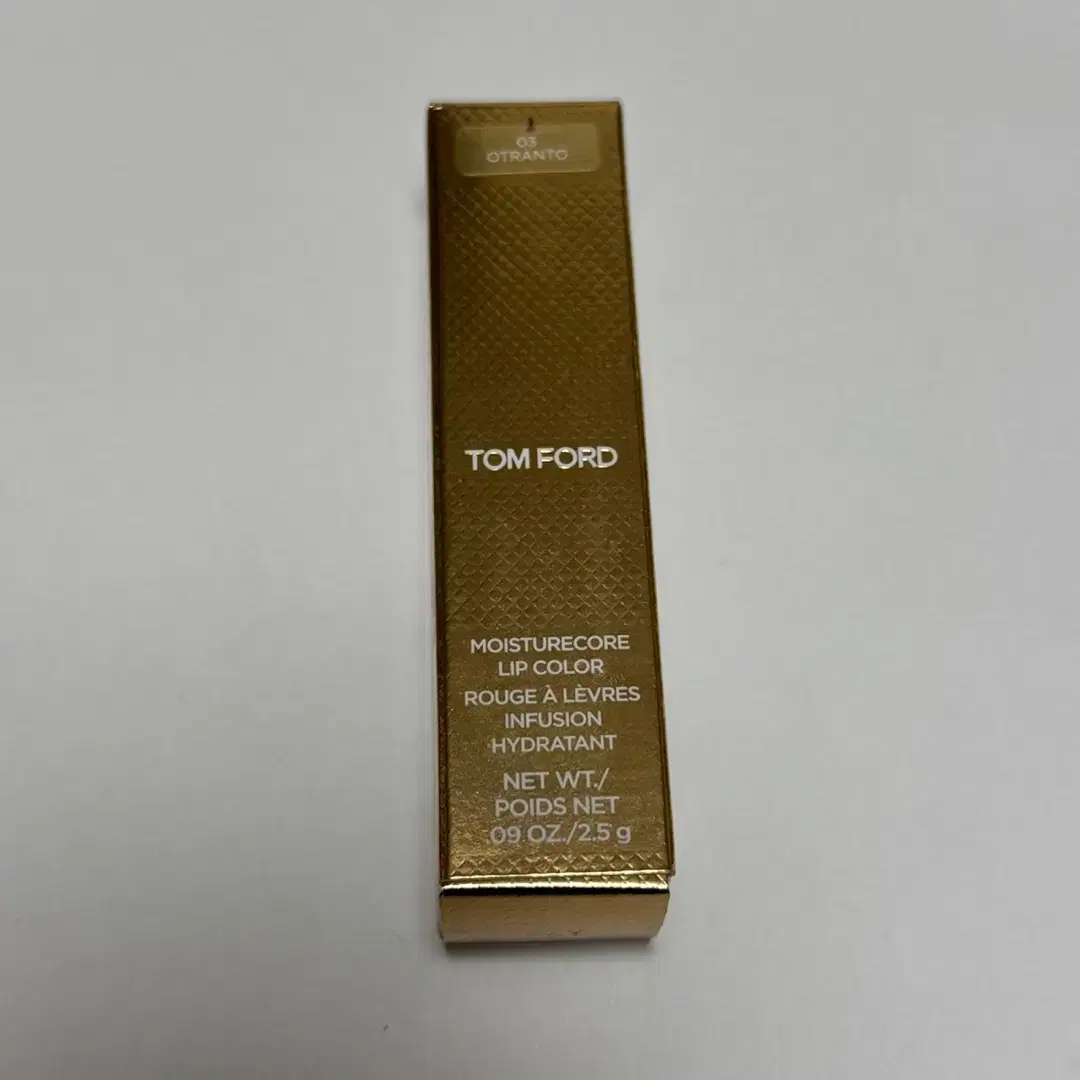 03
OTRANTO
TOM FORD
MOISTURECORE
LIP COLOR
ROUGE À LÈVRES
INFUSION
HYDRATANT
NET WT./
POIDS NET
.09 OZ./2.5 g